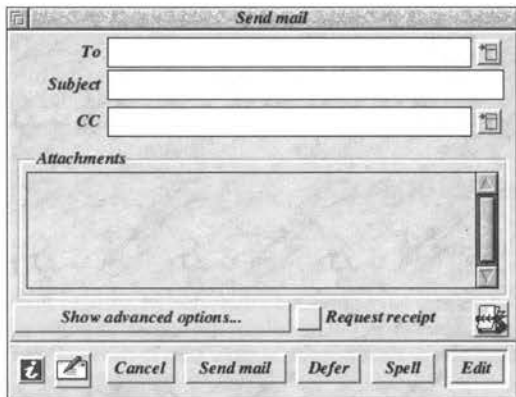 Send mail
To
Subject
CC
Attachments
Show advanced options... Request receipt
Cancel Send mail Defer Spell Edit